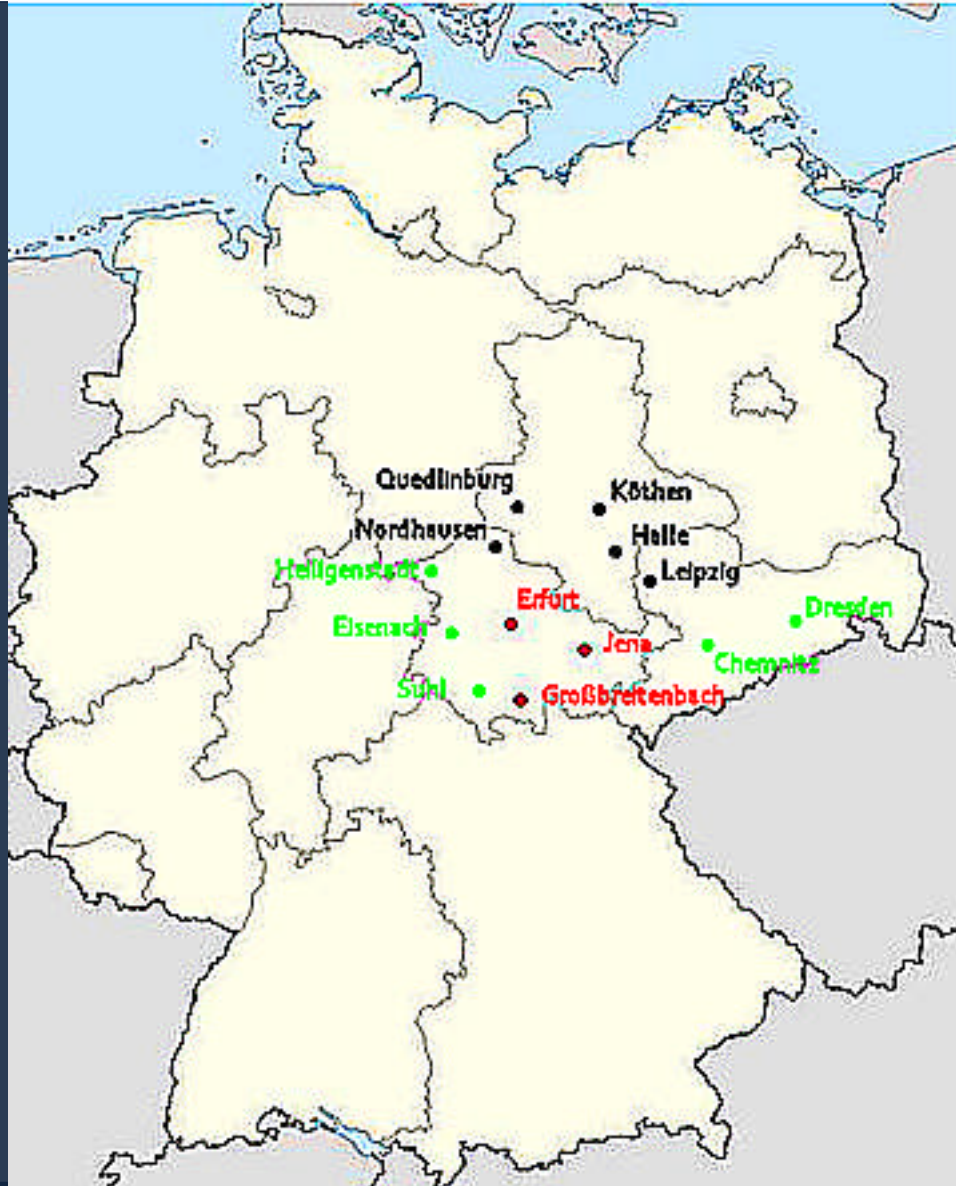 Quedlinburg
Köthen
Nordhausen
Halle
Heiligenstadt
Leipzig
Erfurt
Dresden
Eisenach
Jena
Chemnitz
Suhl
Großbreitenbach